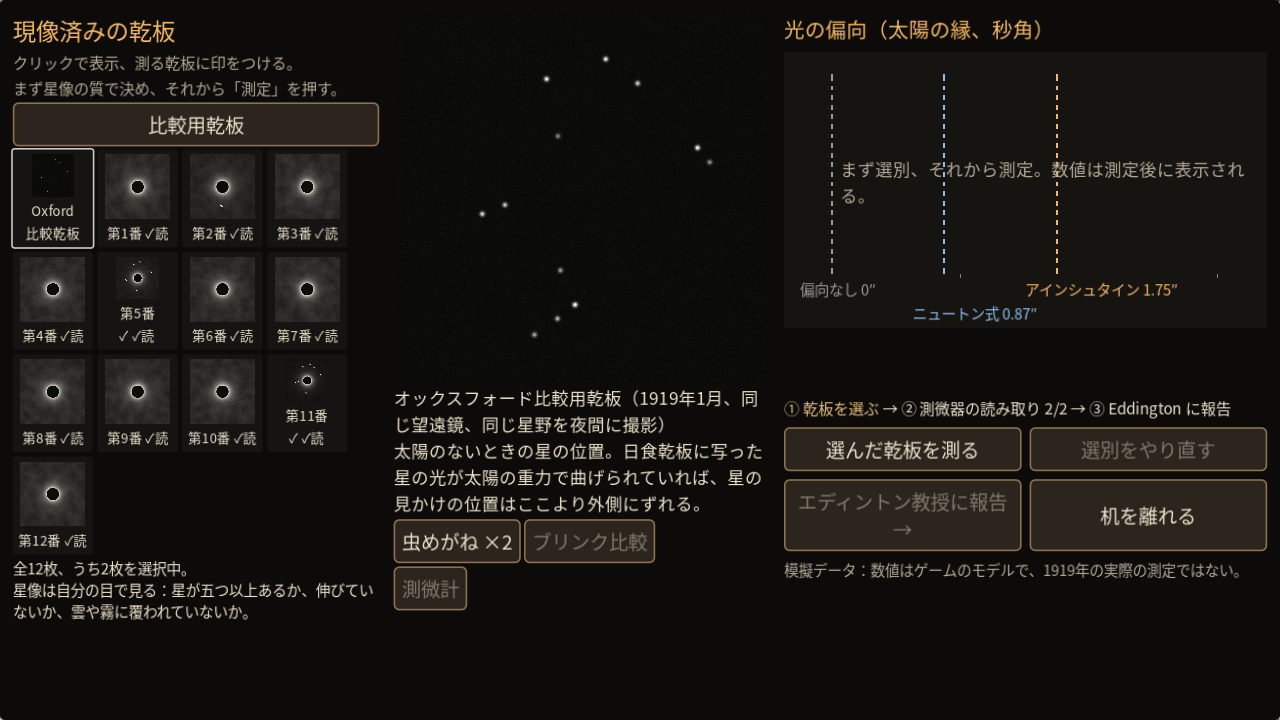 現像済みの乾板
クリックで表示、測る乾板に印をつける。
まず星像の質で決め、それから「測定」を押す。
比較用乾板
Oxford
比較乾板
第1番 ✓読
第2番 ✓読
第3番 ✓読
第4番 ✓読
第5番
✓ ✓読
第6番 ✓読
第7番 ✓読
第8番 ✓読
第9番 ✓読
第10番 ✓読
第11番
✓ ✓読
第12番 ✓読
全12枚、うち2枚を選択中。
星像は自分の目で見る：星が五つ以上あるか、伸びてい
ないか、雲や霧に覆われていないか。
オックスフォード比較用乾板（1919年1月、同
じ望遠鏡、同じ星野を夜間に撮影）
太陽のないときの星の位置。日食乾板に写った
星の光が太陽の重力で曲げられていれば、星の
見かけの位置はここより外側にずれる。
虫めがね ×2
ブリンク比較
測微計
光の偏向（太陽の縁、秒角）
まず選別、それから測定。数値は測定後に表示され
る。
偏向なし 0″
アインシュタイン 1.75″
ニュートン式 0.87″
① 乾板を選ぶ → ② 測微器の読み取り 2/2 → ③ Eddington に報告
選んだ乾板を測る
選別をやり直す
エディントン教授に報告
→
机を離れる
模擬データ：数値はゲームのモデルで、1919年の実際の測定ではない。